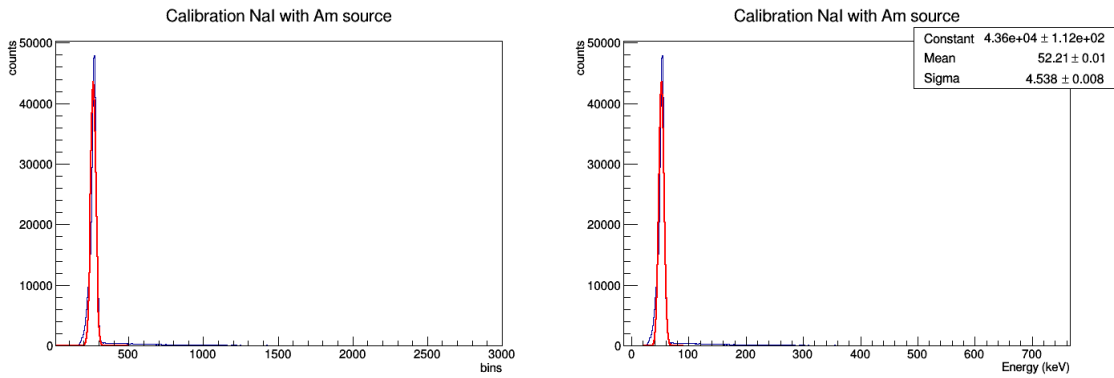 Calibration NaI with Am source
counts
50000
40000
30000
20000
10000
0
500 1000 1500 2000 2500 3000
bins
Calibration NaI with Am source
Constant 4.36e+04 ± 1.12e+02
Mean 52.21 ± 0.01
Sigma 4.538 ± 0.008
counts
50000
40000
30000
20000
10000
0
0 100 200 300 400 500 600 700
Energy (keV)